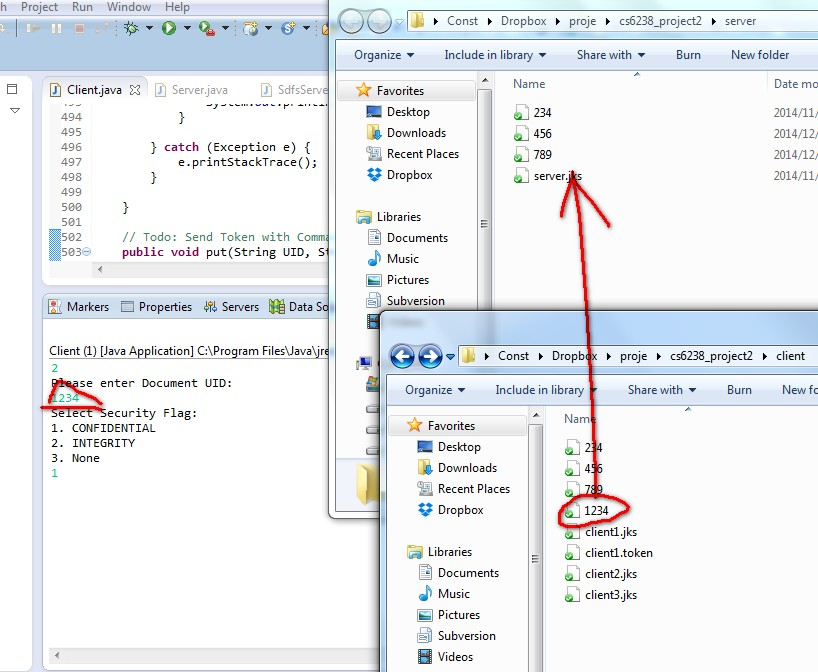 h Project Run Window Help
Client.java Server.java SdfsServe
494 }
495
496 } catch (Exception e) {
497 e.printStackTrace();
498 }
499
500 }
501
502 // Todo: Send Token with Comma
503 public void put(String UID, St
Markers Properties Servers Data So
Client (1) [Java Application] C:\Program Files\Java\jre
2
Please enter Document UID:
1234
Select Security Flag:
1. CONFIDENTIAL
2. INTEGRITY
3. None
1
Const Dropbox proje cs6238_project2 server
Organize Include in library Share with Burn New folder
Favorites
Desktop
Downloads
Recent Places
Dropbox
Libraries
Documents
Music
Pictures
Subversion
Name Date mo
234 2014/11/
456 2014/12/
789 2014/12/
server.jks 2014/11/
Const Dropbox proje cs6238_project2 client
Organize Include in library Share with Burn New fo
Favorites
Desktop
Downloads
Recent Places
Dropbox
Libraries
Documents
Music
Pictures
Subversion
Videos
Name
234
456
789
1234
client1.jks
client1.token
client2.jks
client3.jks